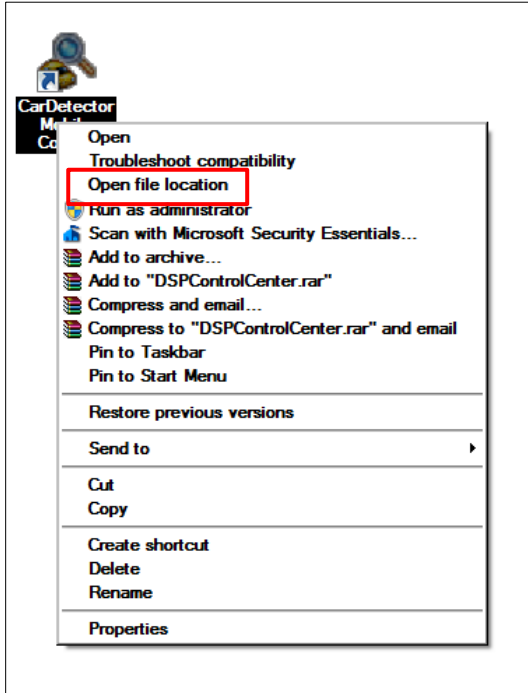 CarDetector
Open
Troubleshoot compatibility
Open file location
Run as administrator
Scan with Microsoft Security Essentials...
Add to archive...
Add to "DSPControlCenter.rar"
Compress and email...
Compress to "DSPControlCenter.rar" and email
Pin to Taskbar
Pin to Start Menu
Restore previous versions
Send to
Cut
Copy
Create shortcut
Delete
Rename
Properties